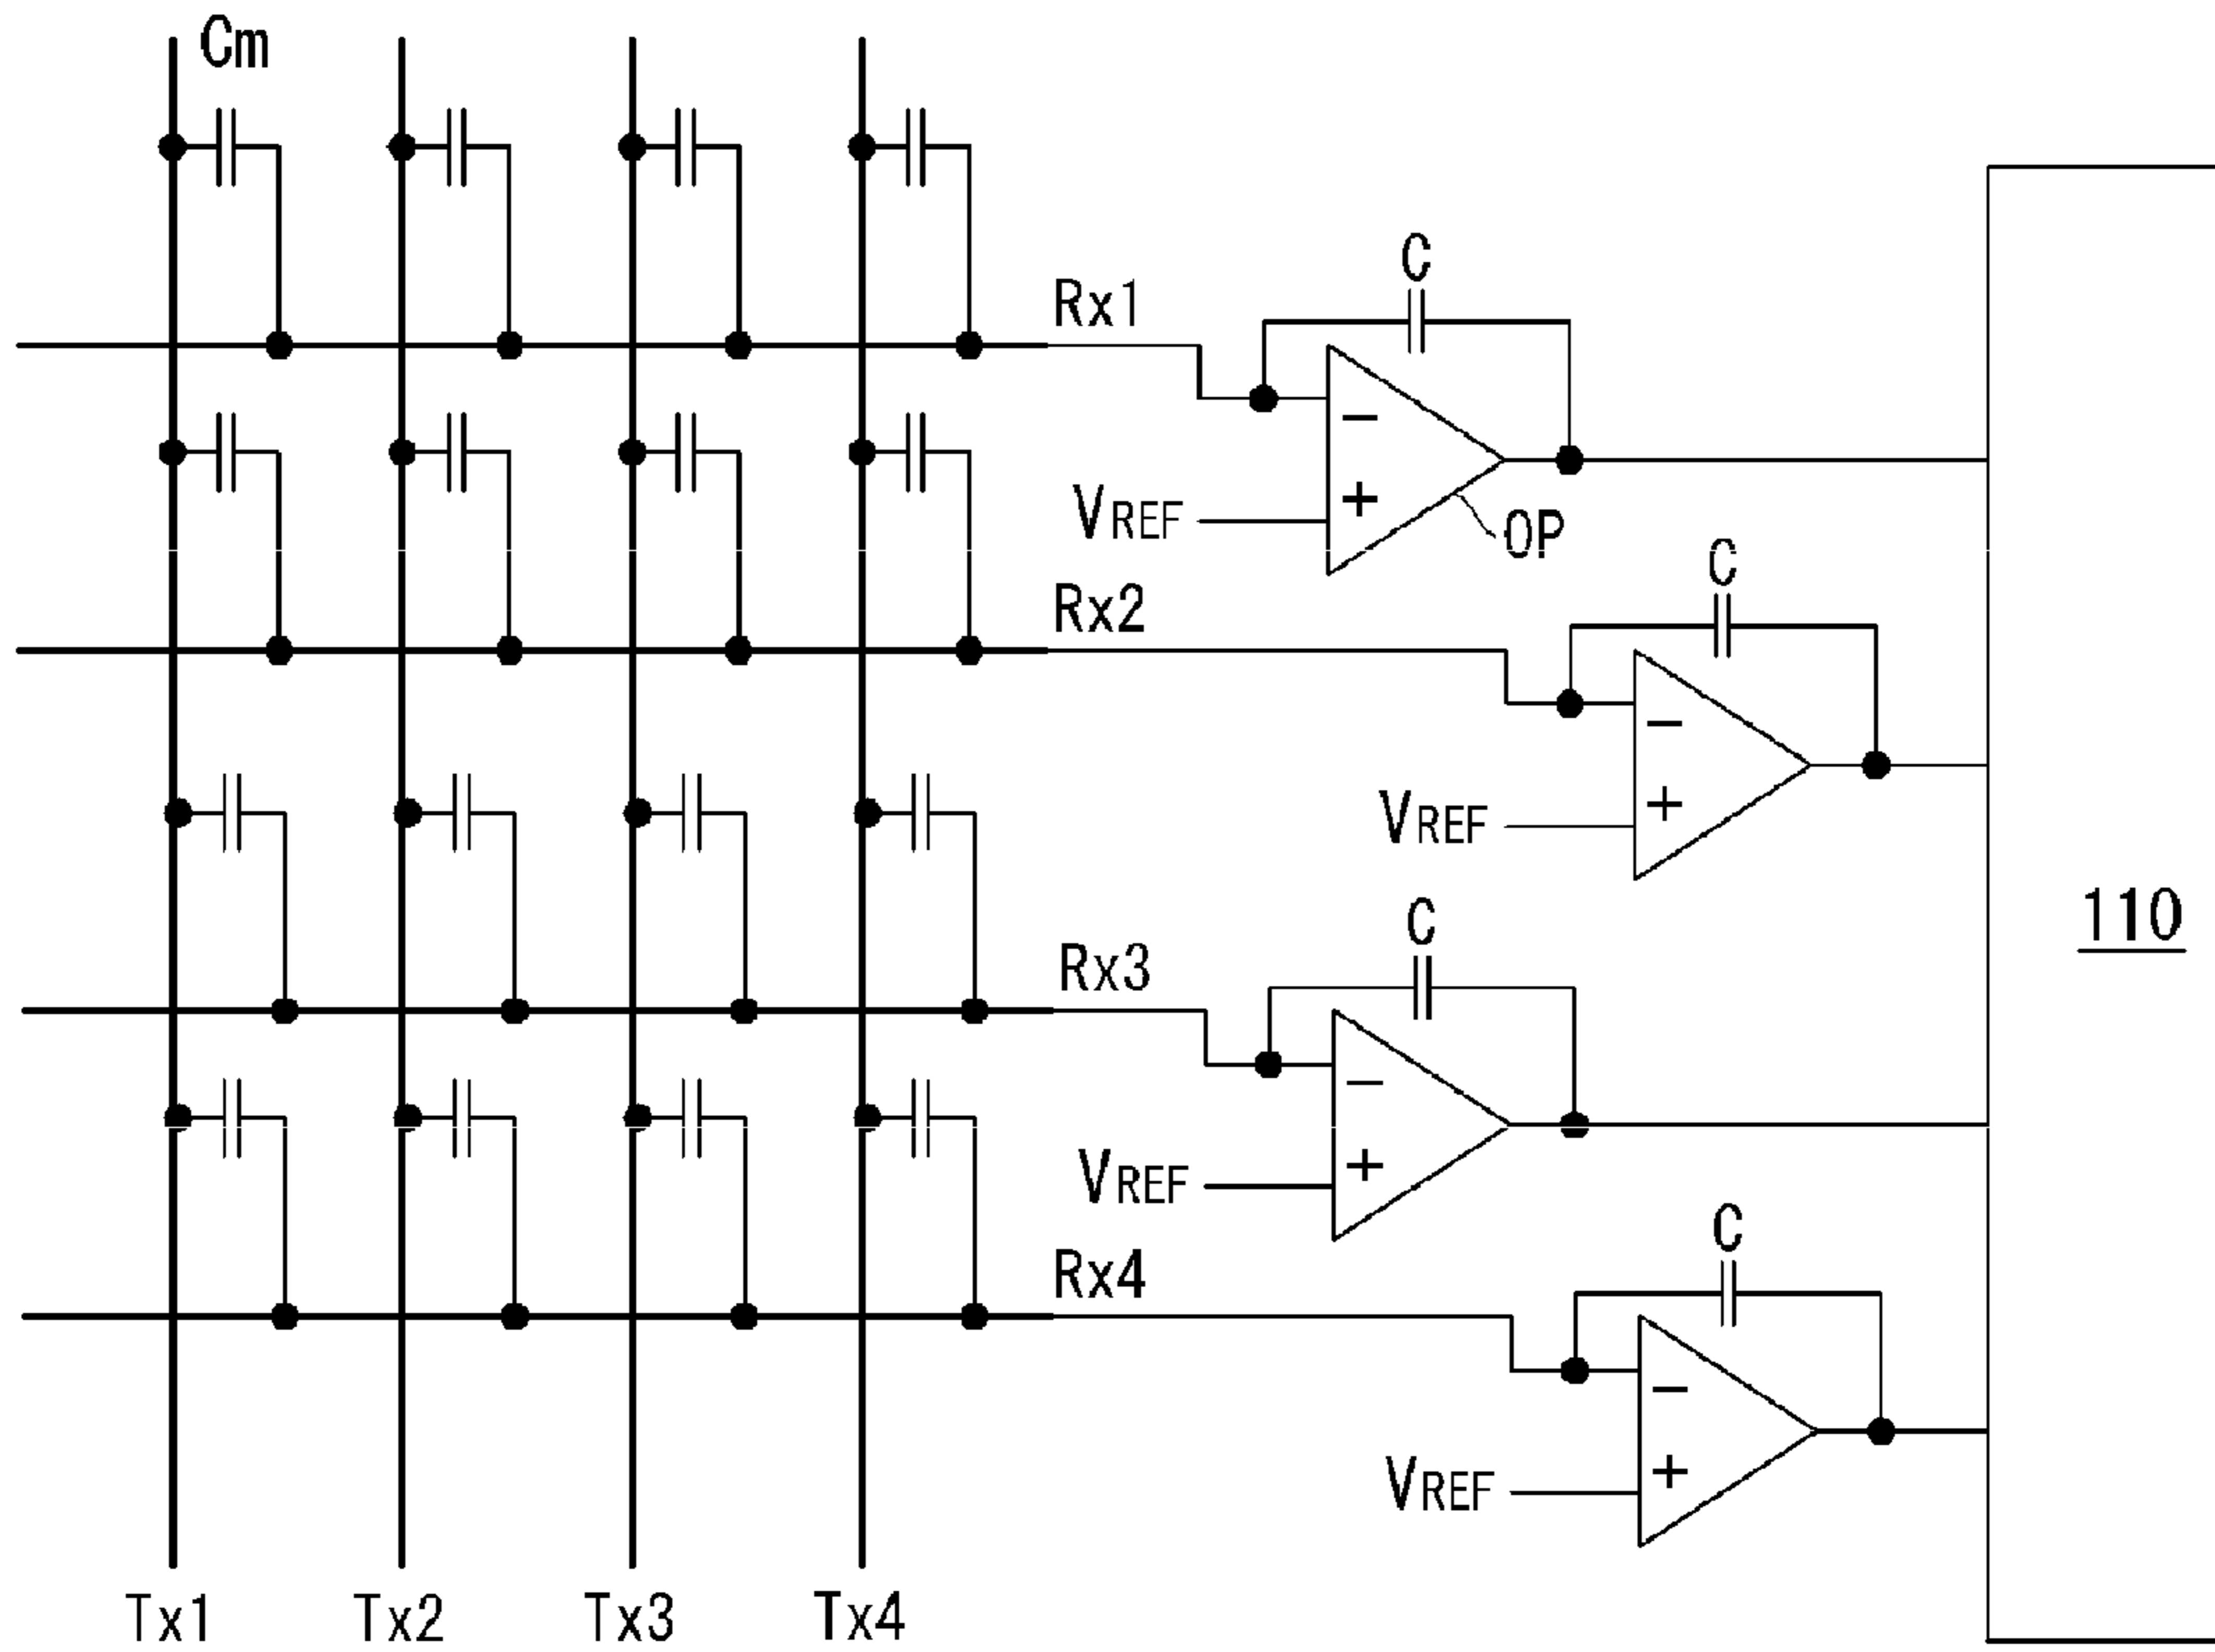 Cm
C
Rx1
−
+
VREF
OP
C
Rx2
−
+
VREF
110
C
Rx3
−
+
VREF
C
Rx4
−
+
VREF
Tx1 Tx2 Tx3 Tx4